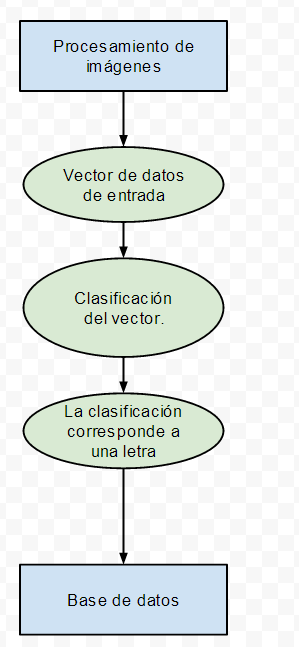 Procesamiento de
imágenes
Vector de datos
de entrada
Clasificación
del vector.
La clasificación
corresponde a
una letra
Base de datos